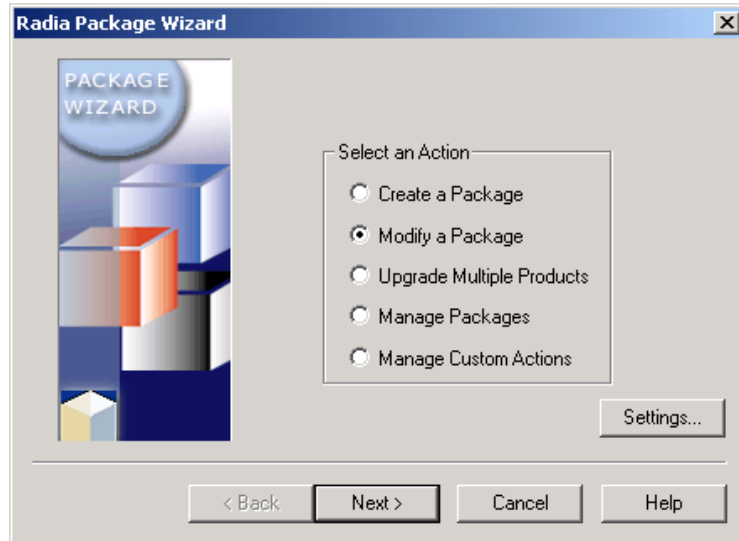 Radia Package Wizard
PACKAGE
WIZARD
Select an Action
Create a Package
Modify a Package
Upgrade Multiple Products
Manage Packages
Manage Custom Actions
Settings...
< Back
Next >
Cancel
Help